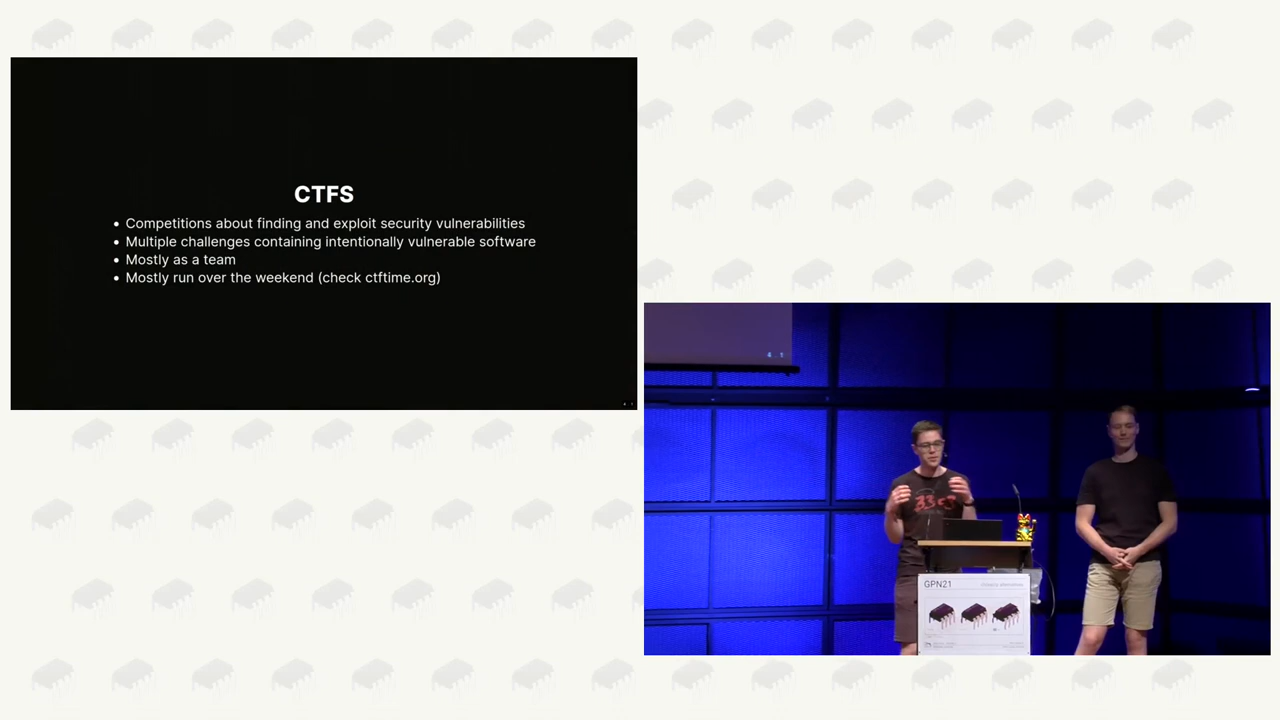 CTFS
• Competitions about finding and exploit security vulnerabilities
• Multiple challenges containing intentionally vulnerable software
• Mostly as a team
• Mostly run over the weekend (check ctftime.org)
33c3
GPN21